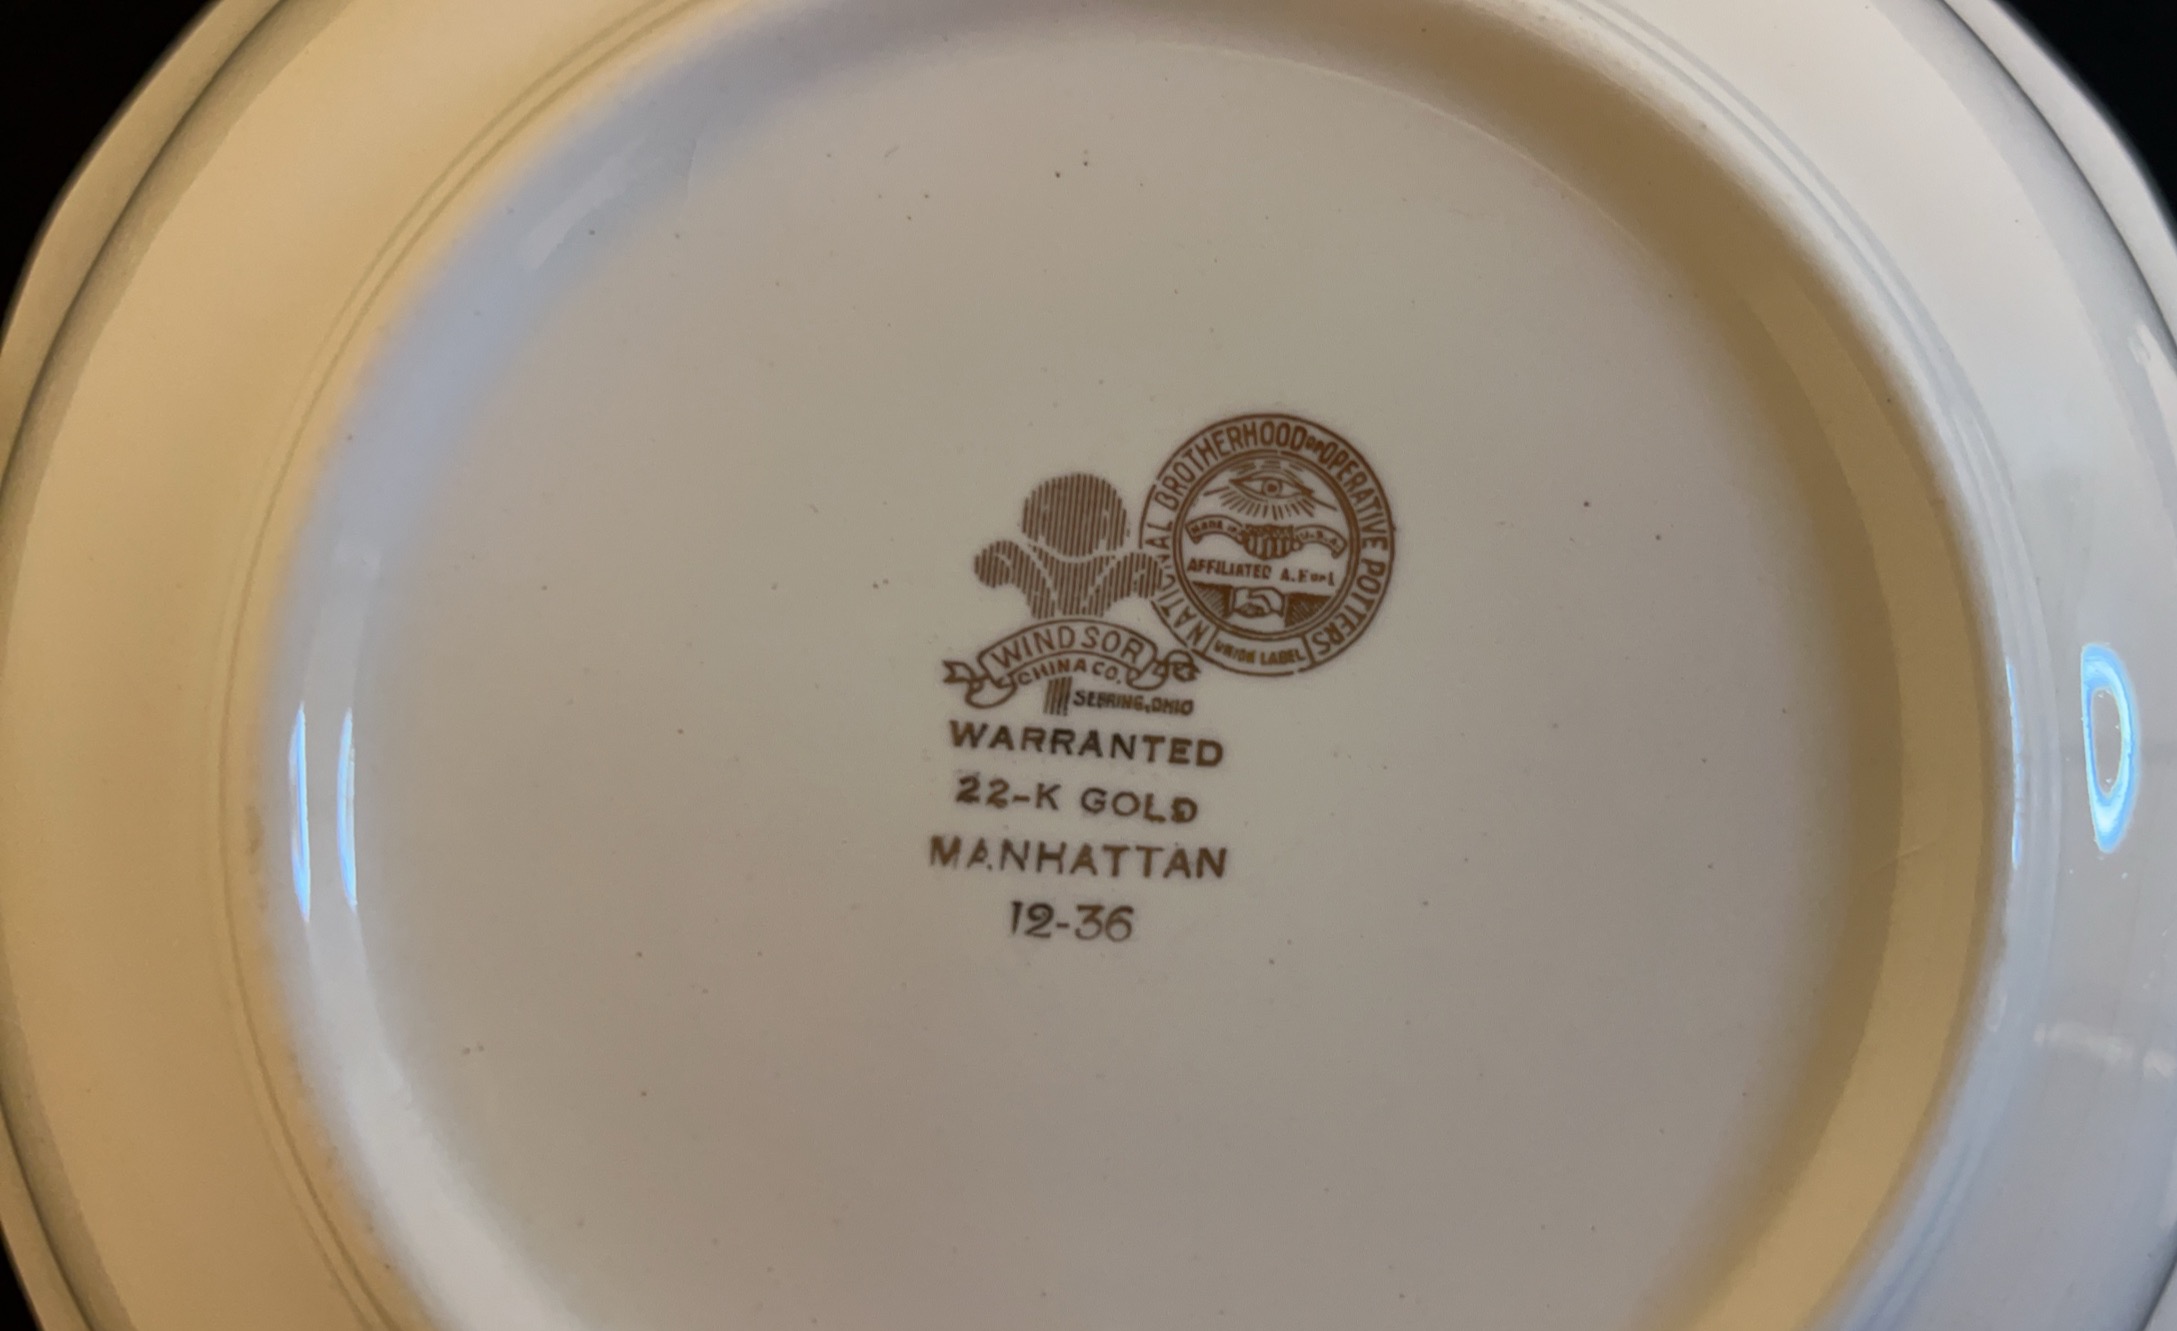 NATIONAL BROTHERHOOD OF OPERATIVE POTTERS
MADE IN U.S.A.
AFFILIATED A.F. of L
UNION LABEL
WINDSOR
CHINA CO.
SEBRING, OHIO
WARRANTED
22-K GOLD
MANHATTAN
12-36